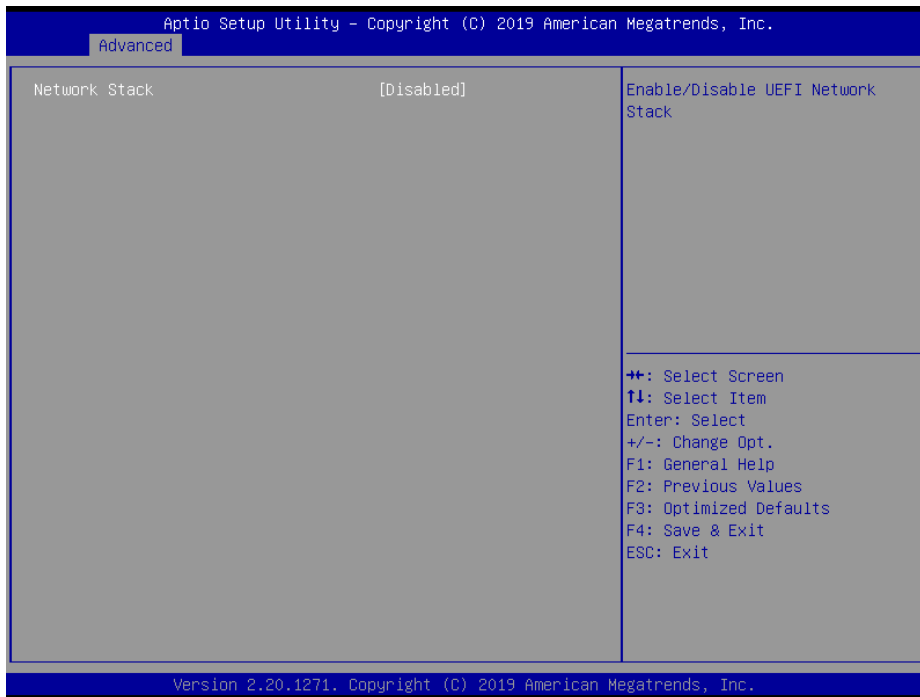 Aptio Setup Utility – Copyright (C) 2019 American Megatrends, Inc.
Advanced
Network Stack [Disabled]
Enable/Disable UEFI Network
Stack
→←: Select Screen
↑↓: Select Item
Enter: Select
+/-: Change Opt.
F1: General Help
F2: Previous Values
F3: Optimized Defaults
F4: Save & Exit
ESC: Exit
Version 2.20.1271. Copyright (C) 2019 American Megatrends, Inc.